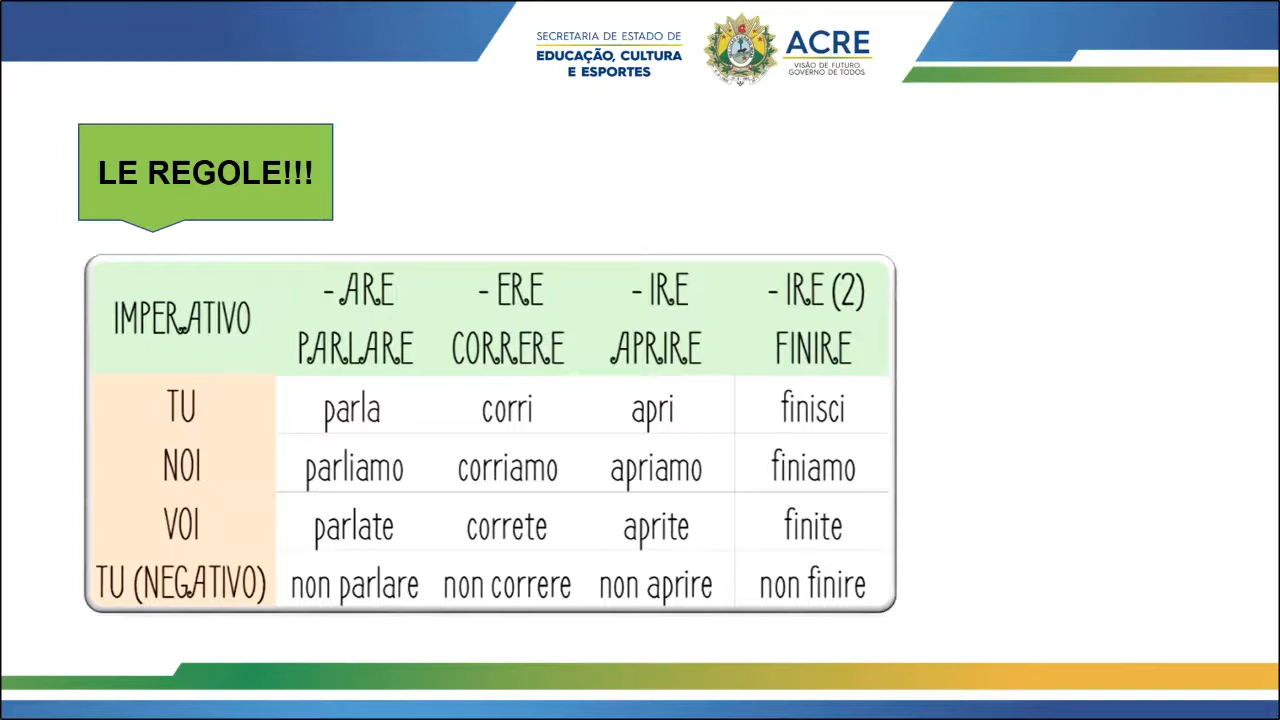 SECRETARIA DE ESTADO DE
EDUCAÇÃO, CULTURA
E ESPORTES
ACRE
VISÃO DE FUTURO
GOVERNO DE TODOS
LE REGOLE!!!
IMPERATIVO
- ARE - ERE - IRE - IRE (2)
PARLARE CORRERE APRIRE FINIRE
TU parla corri apri finisci
NOI parliamo corriamo apriamo finiamo
VOI parlate correte aprite finite
TU (NEGATIVO) non parlare non correre non aprire non finire